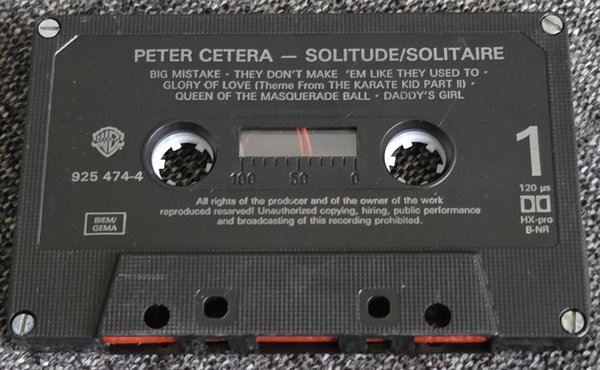 PETER CETERA — SOLITUDE/SOLITAIRE
BIG MISTAKE • THEY DON'T MAKE 'EM LIKE THEY USED TO •
GLORY OF LOVE (Theme From THE KARATE KID PART II) •
QUEEN OF THE MASQUERADE BALL • DADDY'S GIRL
925 474-4
100 50 0
1
120 µs
HX-pro
B-NR
BIEM/
GEMA
All rights of the producer and of the owner of the work
reproduced reserved! Unauthorized copying, hiring, public performance
and broadcasting of this recording prohibited.